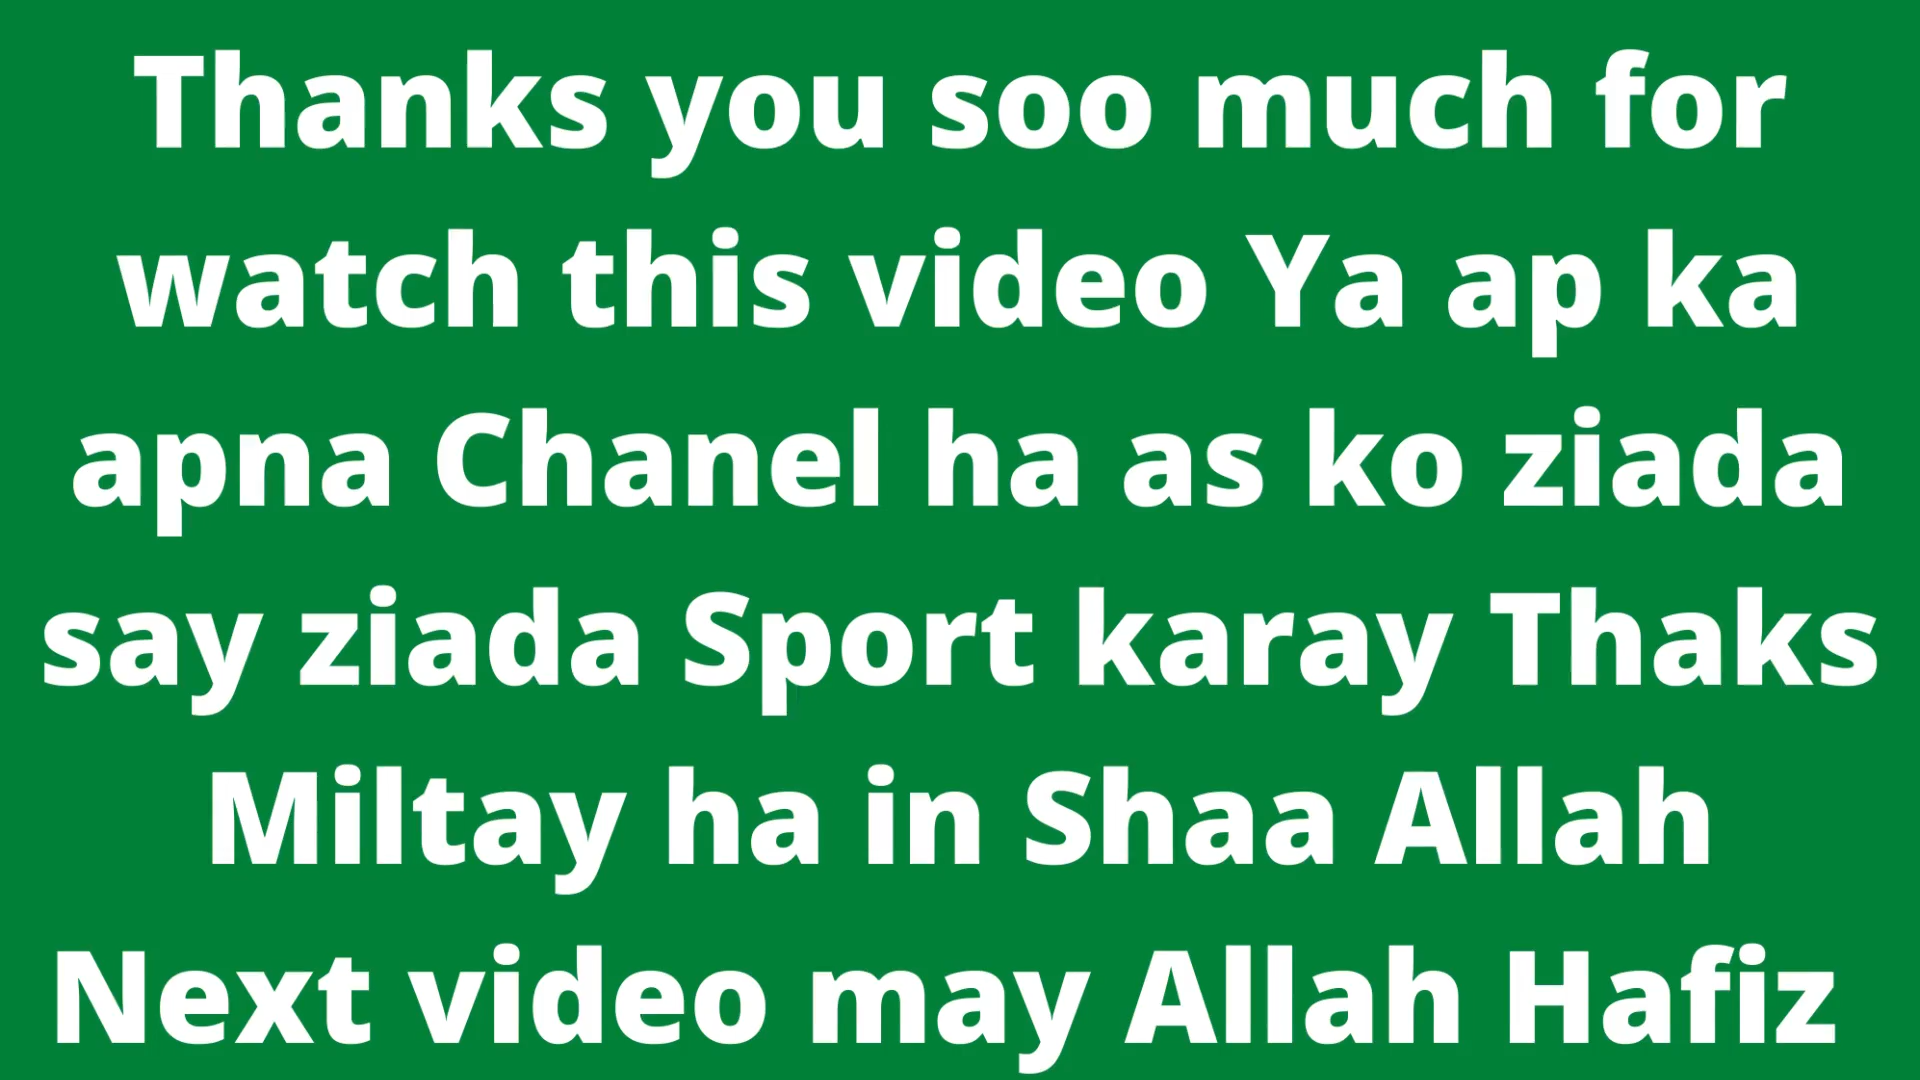 Thanks you soo much for
watch this video Ya ap ka
apna Chanel ha as ko ziada
say ziada Sport karay Thaks
Miltay ha in Shaa Allah
Next video may Allah Hafiz